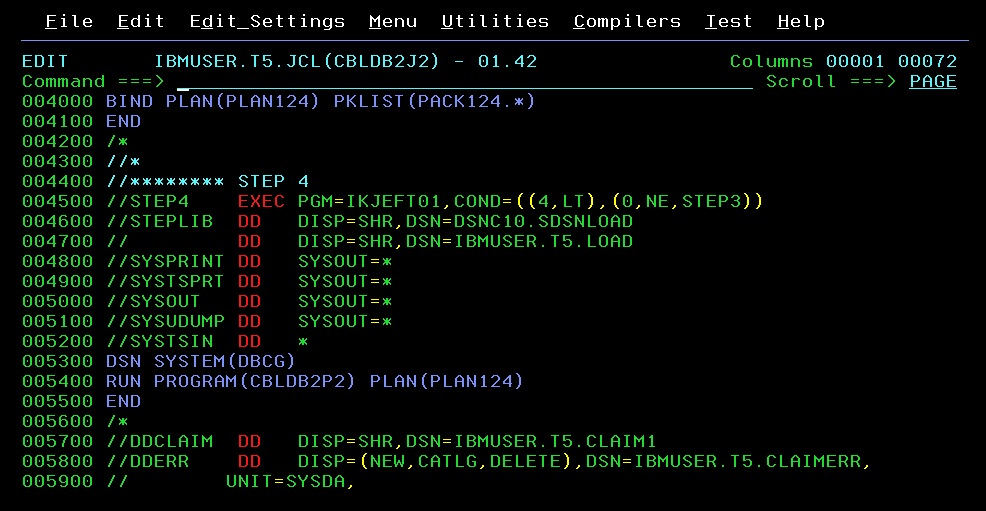 File Edit Edit_Settings Menu Utilities Compilers Test Help
EDIT IBMUSER.T5.JCL(CBLDB2J2) - 01.42 Columns 00001 00072
Command ===> Scroll ===> PAGE
004000 BIND PLAN(PLAN124) PKLIST(PACK124.*)
004100 END
004200 /*
004300 //*
004400 //******** STEP 4
004500 //STEP4 EXEC PGM=IKJEFT01,COND=((4,LT),(0,NE,STEP3))
004600 //STEPLIB DD DISP=SHR,DSN=DSNC10.SDSNLOAD
004700 // DD DISP=SHR,DSN=IBMUSER.T5.LOAD
004800 //SYSPRINT DD SYSOUT=*
004900 //SYSTSPRT DD SYSOUT=*
005000 //SYSOUT DD SYSOUT=*
005100 //SYSUDUMP DD SYSOUT=*
005200 //SYSTSIN DD *
005300 DSN SYSTEM(DBCG)
005400 RUN PROGRAM(CBLDB2P2) PLAN(PLAN124)
005500 END
005600 /*
005700 //DDCLAIM DD DISP=SHR,DSN=IBMUSER.T5.CLAIM1
005800 //DDERR DD DISP=(NEW,CATLG,DELETE),DSN=IBMUSER.T5.CLAIMERR,
005900 // UNIT=SYSDA,